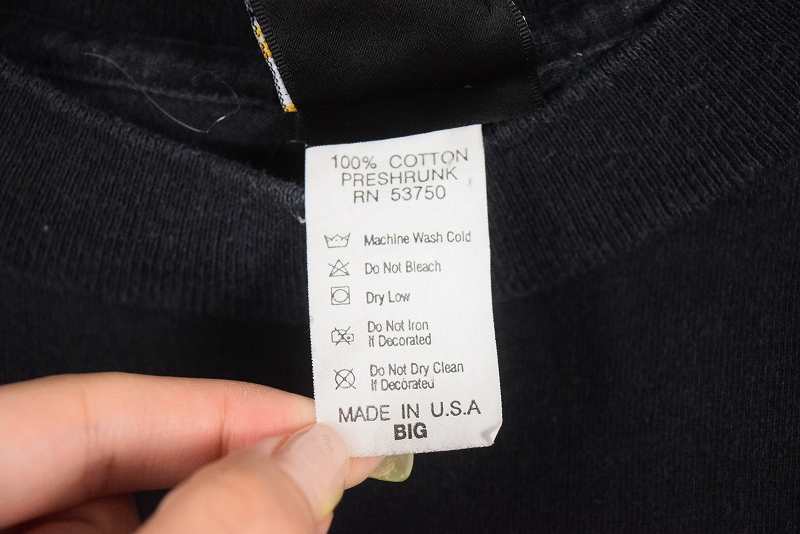 100% COTTON
PRESHRUNK
RN 53750
Machine Wash Cold
Do Not Bleach
Dry Low
Do Not Iron
If Decorated
Do Not Dry Clean
If Decorated
MADE IN U.S.A
BIG